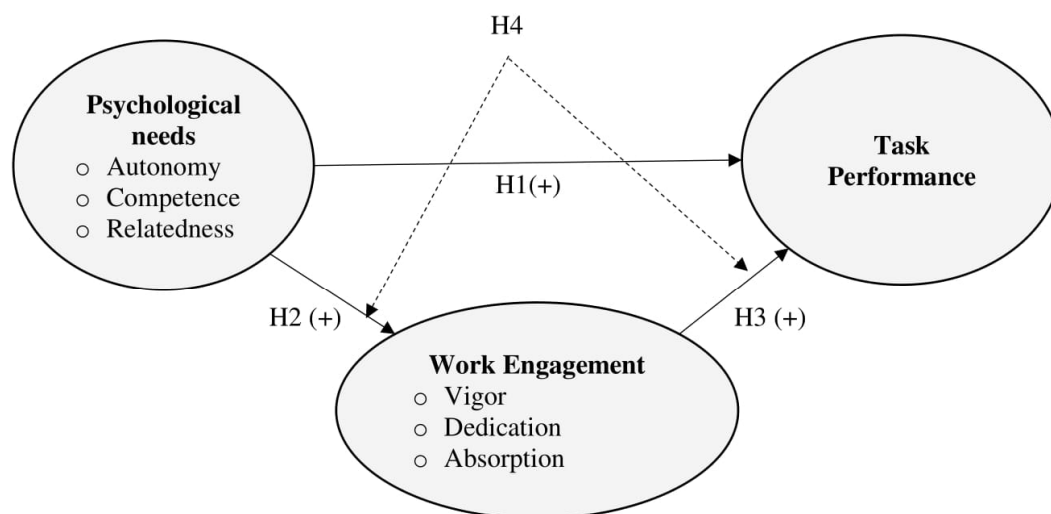 H4
Psychological
needs
○ Autonomy
○ Competence
○ Relatedness
Task
Performance
H1(+)
H2 (+)
H3 (+)
Work Engagement
○ Vigor
○ Dedication
○ Absorption